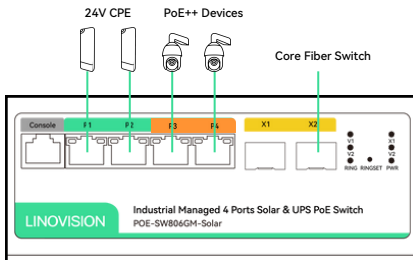 24V CPE PoE++ Devices
Core Fiber Switch
Console P1 P2 P3 P4 X1 X2
V1 X1
V2 V2
RING RINGSET PWR
LINOVISION
Industrial Managed 4 Ports Solar & UPS PoE Switch
POE-SW806GM-Solar